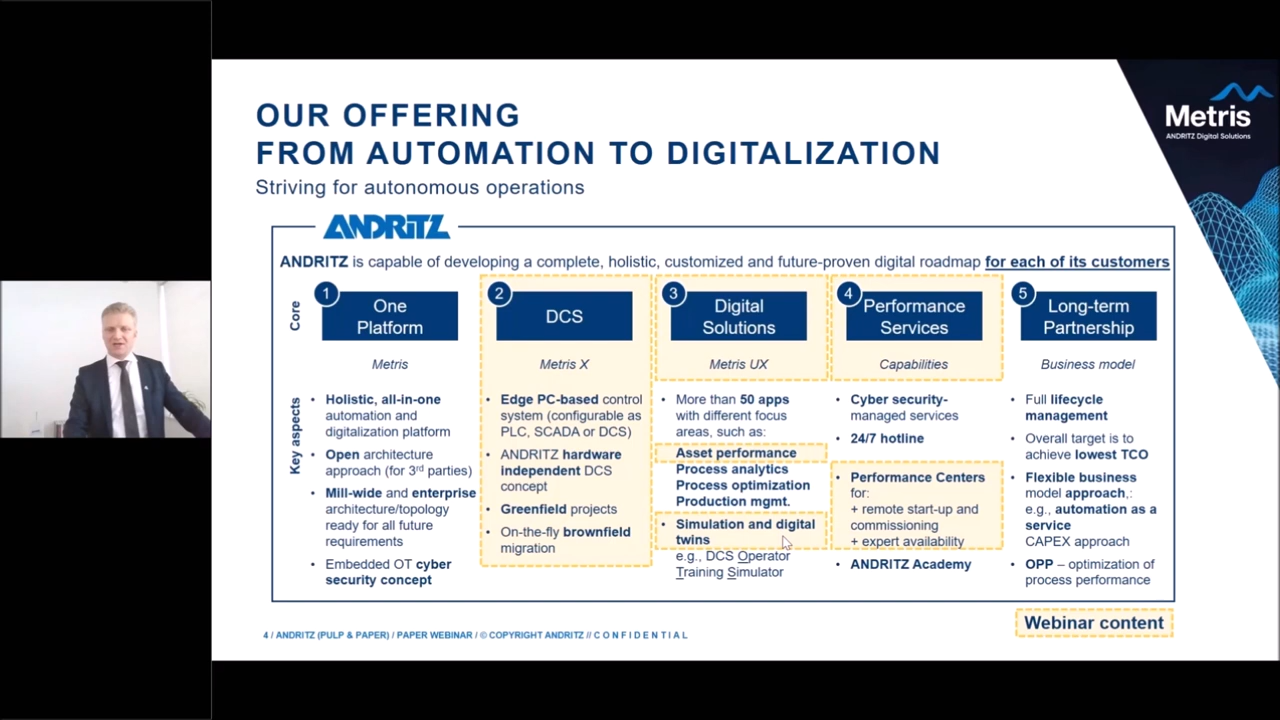 OUR OFFERING
FROM AUTOMATION TO DIGITALIZATION
Striving for autonomous operations
Metris
ANDRITZ Digital Solutions
ANDRITZ
ANDRITZ is capable of developing a complete, holistic, customized and future-proven digital roadmap for each of its customers
Core
1
One
Platform
Metris
2
DCS
Metris X
3
Digital
Solutions
Metris UX
4
Performance
Services
Capabilities
5
Long-term
Partnership
Business model
Key aspects
• Holistic, all-in-one
automation and
digitalization platform
• Open architecture
approach (for 3rd parties)
• Mill-wide and enterprise
architecture/topology
ready for all future
requirements
• Embedded OT cyber
security concept
• Edge PC-based control
system (configurable as
PLC, SCADA or DCS)
• ANDRITZ hardware
independent DCS
concept
• Greenfield projects
• On-the-fly brownfield
migration
• More than 50 apps
with different focus
areas, such as:
Asset performance
Process analytics
Process optimization
Production mgmt.
• Simulation and digital
twins
e.g., DCS Operator
Training Simulator
• Cyber security-
managed services
• 24/7 hotline
• Performance Centers
for:
+ remote start-up and
commissioning
+ expert availability
• ANDRITZ Academy
• Full lifecycle
management
• Overall target is to
achieve lowest TCO
• Flexible business
model approach,:
e.g., automation as a
service
CAPEX approach
• OPP – optimization of
process performance
Webinar content
4 / ANDRITZ (PULP & PAPER) / PAPER WEBINAR / © COPYRIGHT ANDRITZ // CONFIDENTIAL